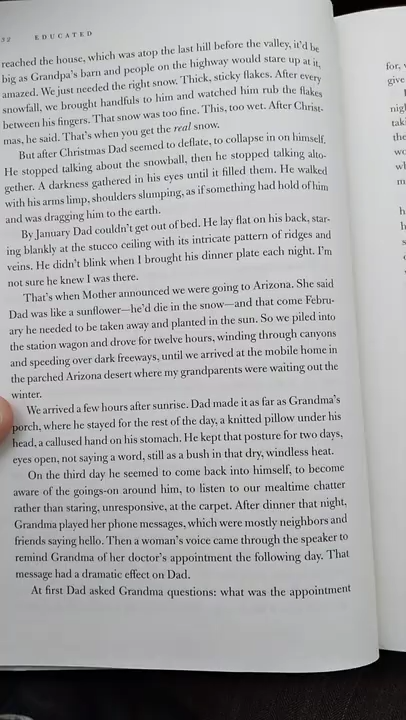 32 EDUCATED
reached the house, which was atop the last hill before the valley, it'd be
big as Grandpa's barn and people on the highway would stare up at it,
amazed. We just needed the right snow. Thick, sticky flakes. After every
snowfall, we brought handfuls to him and watched him rub the flakes
between his fingers. That snow was too fine. This, too wet. After Christ-
mas, he said. That's when you get the real snow.
But after Christmas Dad seemed to deflate, to collapse in on himself.
He stopped talking about the snowball, then he stopped talking alto-
gether. A darkness gathered in his eyes until it filled them. He walked
with his arms limp, shoulders slumping, as if something had hold of him
and was dragging him to the earth.
By January Dad couldn't get out of bed. He lay flat on his back, star-
ing blankly at the stucco ceiling with its intricate pattern of ridges and
veins. He didn't blink when I brought his dinner plate each night. I'm
not sure he knew I was there.
That's when Mother announced we were going to Arizona. She said
Dad was like a sunflower—he'd die in the snow—and that come Febru-
ary he needed to be taken away and planted in the sun. So we piled into
the station wagon and drove for twelve hours, winding through canyons
and speeding over dark freeways, until we arrived at the mobile home in
the parched Arizona desert where my grandparents were waiting out the
winter.
We arrived a few hours after sunrise. Dad made it as far as Grandma's
porch, where he stayed for the rest of the day, a knitted pillow under his
head, a callused hand on his stomach. He kept that posture for two days,
eyes open, not saying a word, still as a bush in that dry, windless heat.
On the third day he seemed to come back into himself, to become
aware of the goings-on around him, to listen to our mealtime chatter
rather than staring, unresponsive, at the carpet. After dinner that night,
Grandma played her phone messages, which were mostly neighbors and
friends saying hello. Then a woman's voice came through the speaker to
remind Grandma of her doctor's appointment the following day. That
message had a dramatic effect on Dad.
At first Dad asked Grandma questions: what was the appointment
for,
give